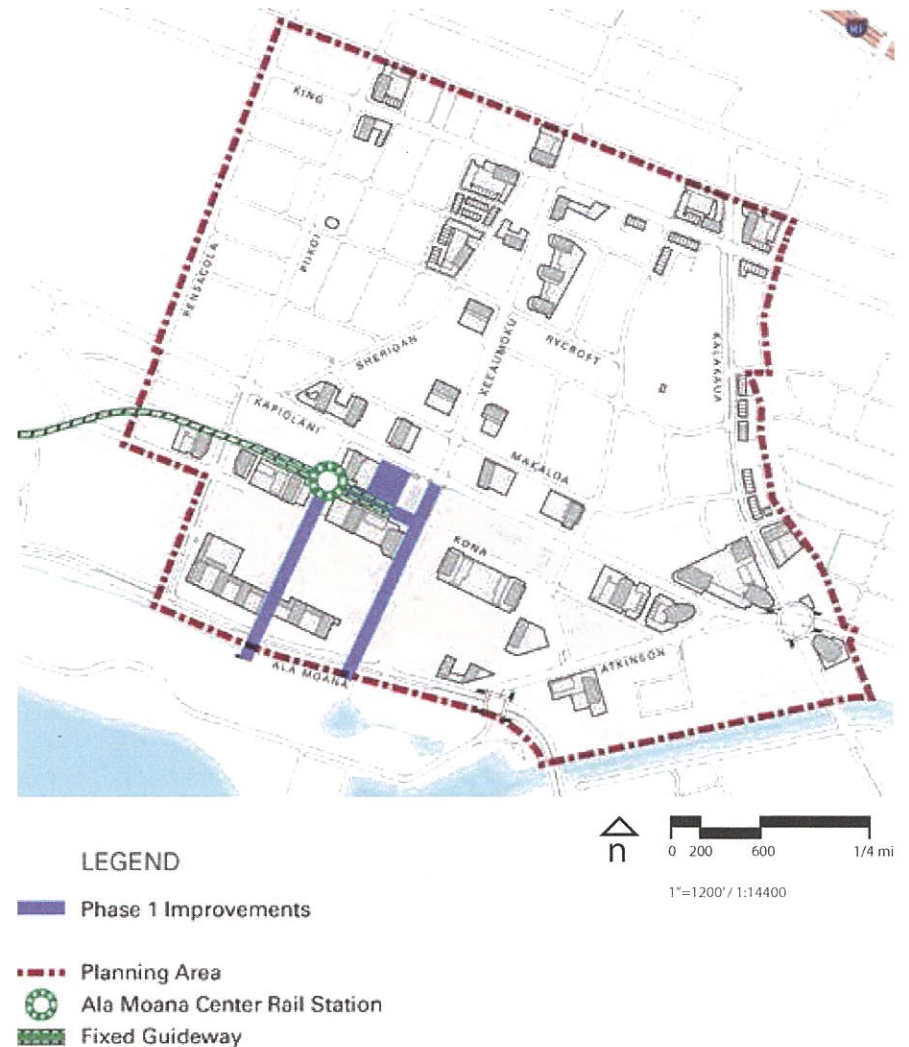 KING
PENSACOLA
PIIKOI
SHERIDAN
KEEAUMOKU
RYCROFT
KALAKAUA
KAPIOLANI
MAKALOA
KONA
ATKINSON
ALA MOANA
n
0 200 600 1/4 mi
1"=1200' / 1:14400
LEGEND
Phase 1 Improvements
Planning Area
Ala Moana Center Rail Station
Fixed Guideway